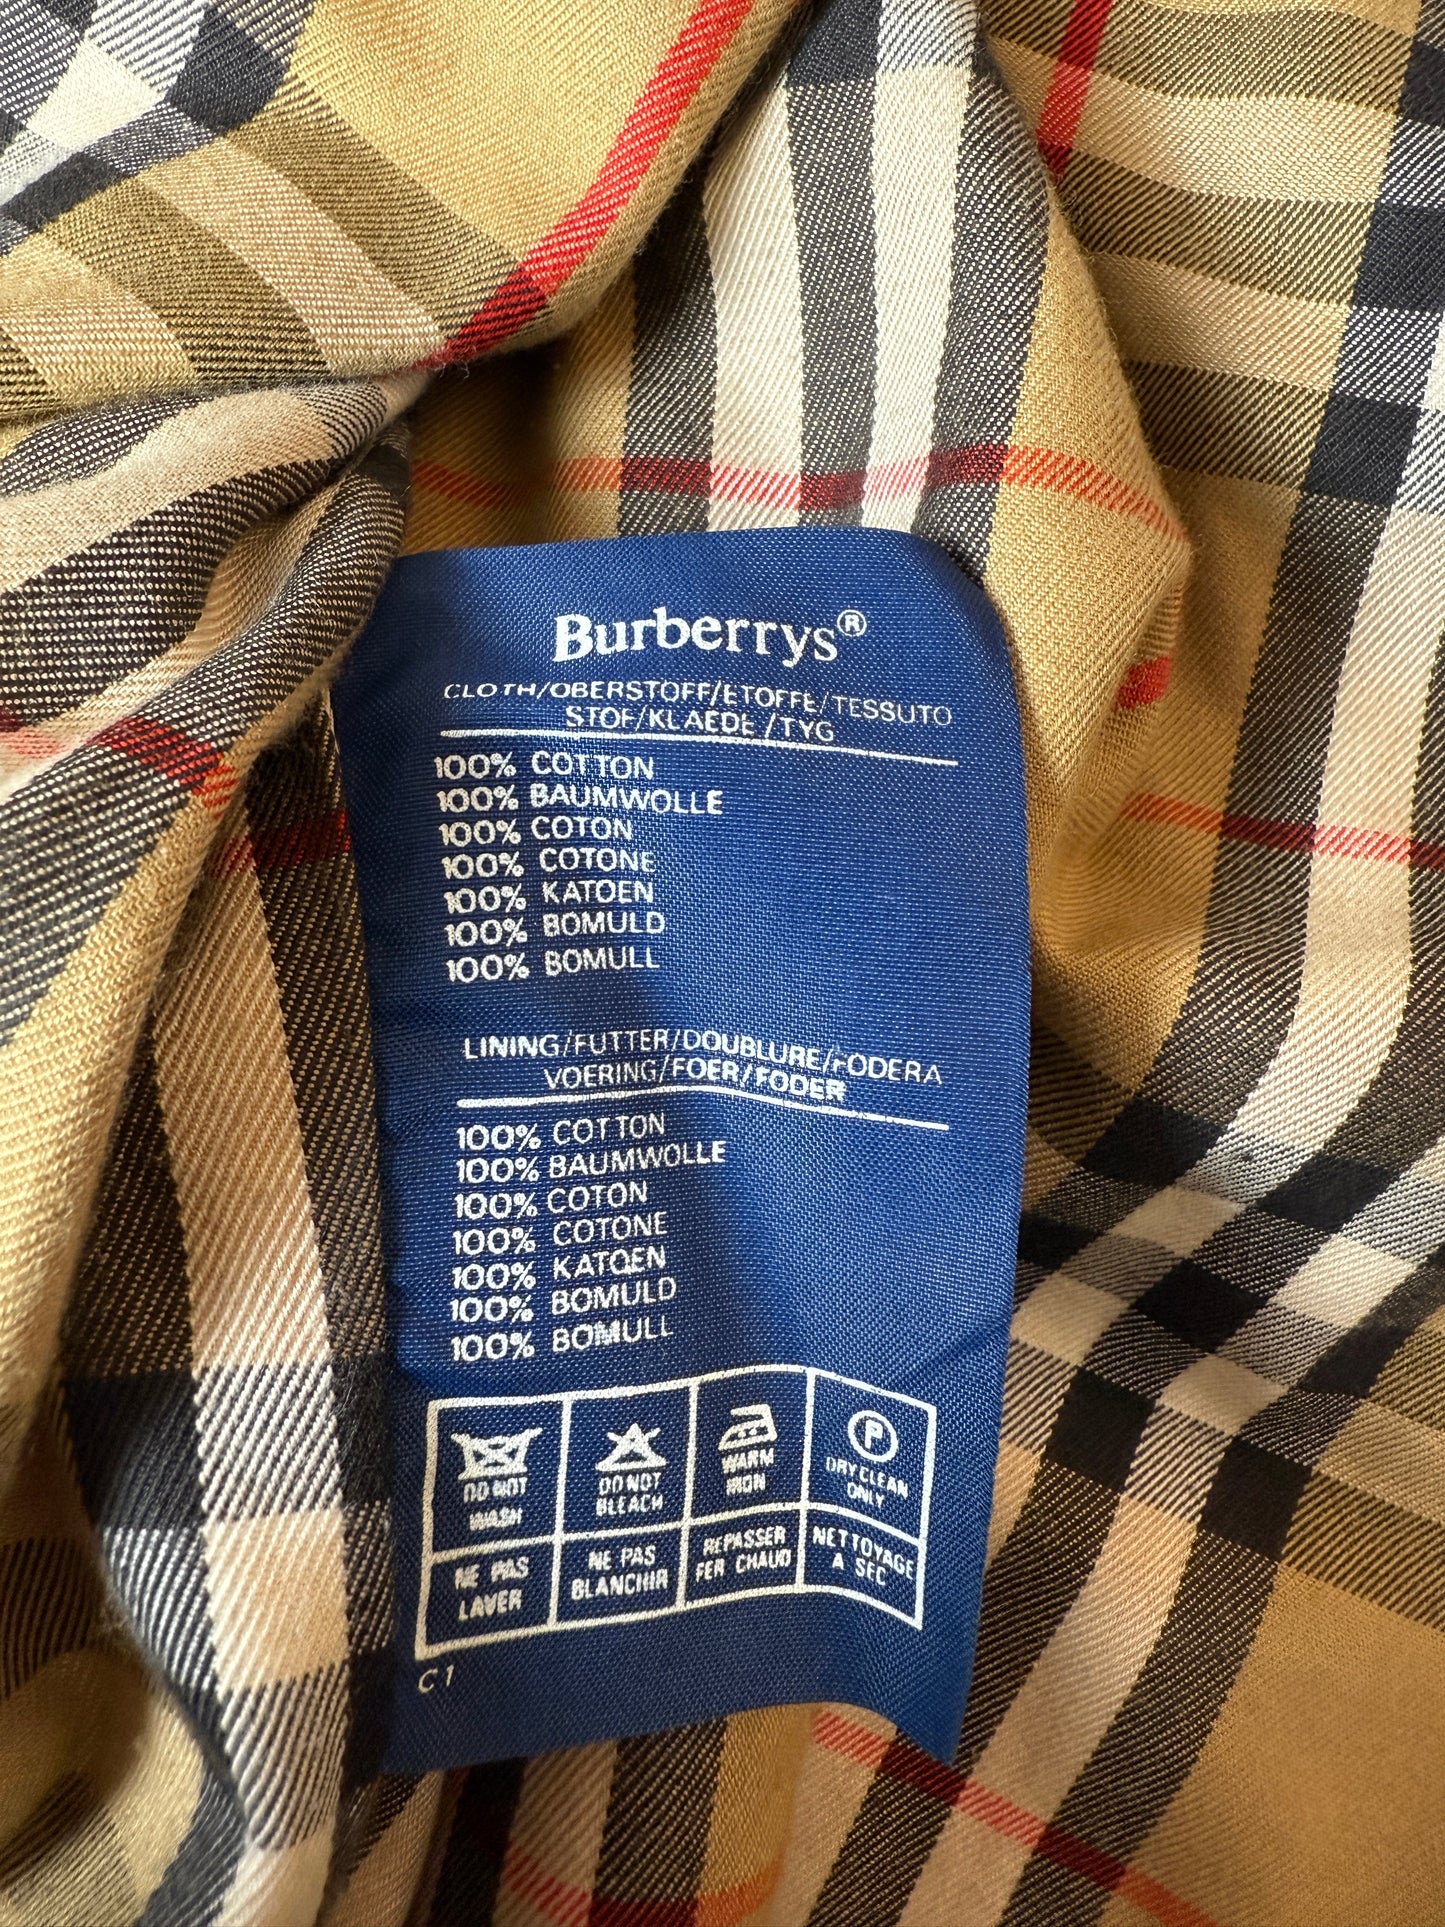 Burberrys®
CLOTH/OBERSTOFF/ETOFFE/TESSUTO
STOF/KLAEDE/TYG
100% COTTON
100% BAUMWOLLE
100% COTON
100% COTONE
100% KATOEN
100% BOMULD
100% BOMULL
LINING/FUTTER/DOUBLURE/FODERA
VOERING/FOER/FODER
100% COTTON
100% BAUMWOLLE
100% COTON
100% COTONE
100% KATOEN
100% BOMULD
100% BOMULL
DO NOT
WASH
DO NOT
BLEACH
WARM
IRON
P
DRYCLEAN
ONLY
NE PAS
LAVER
NE PAS
BLANCHIR
REPASSER
FER CHAUD
NETTOYAGE
A SEC
C1